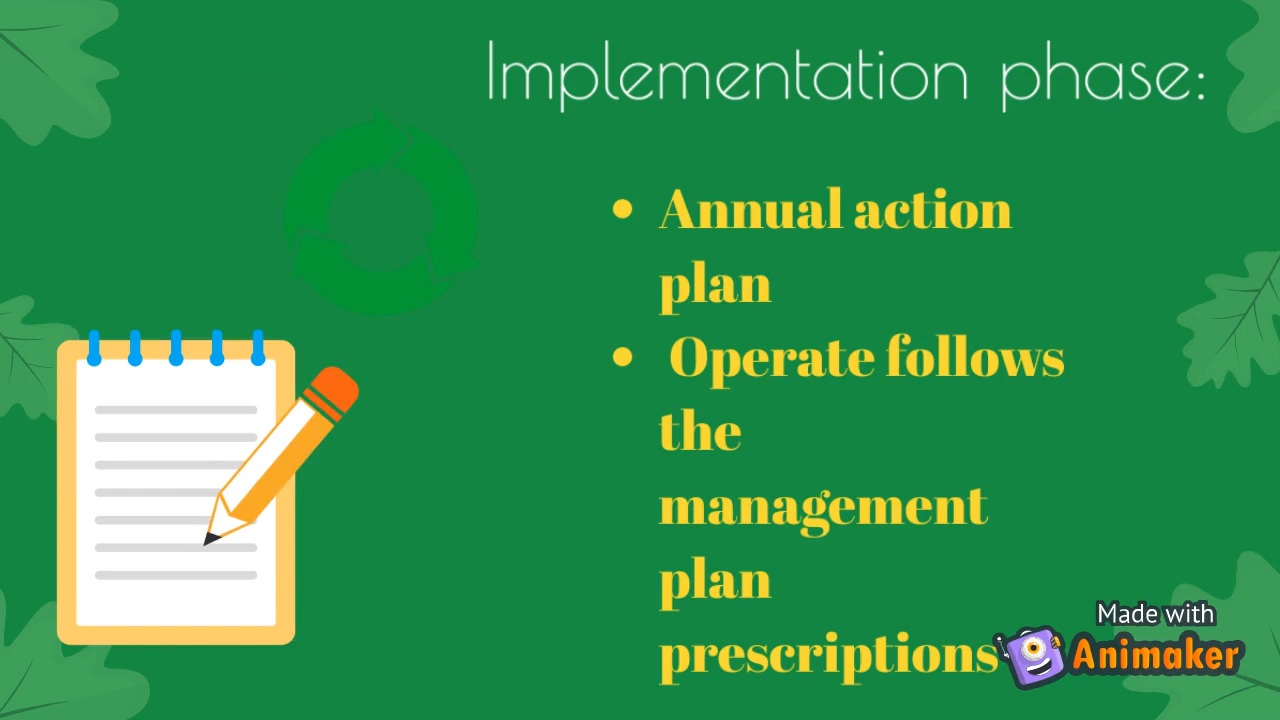 Implementation phase:
• Annual action
plan
• Operate follows
the
management
plan
prescriptions
Made with
Animaker